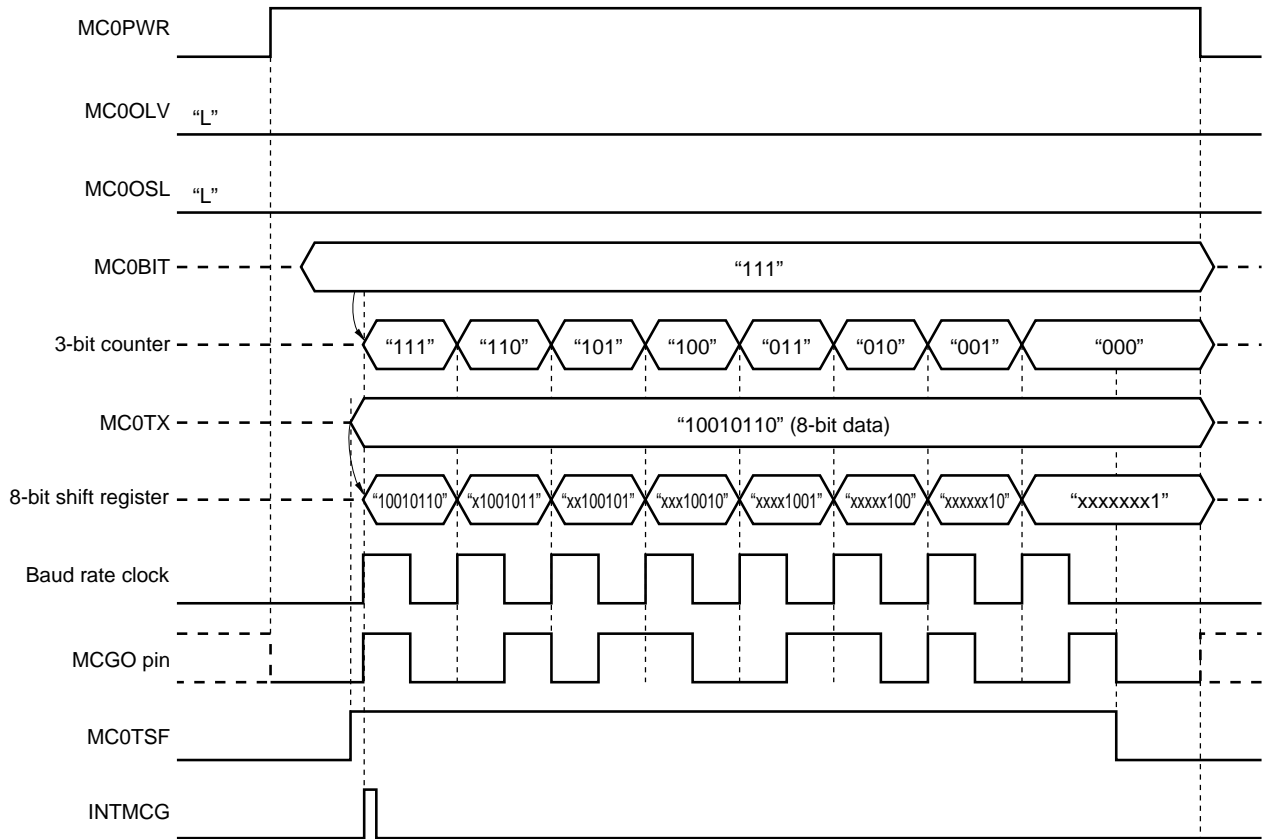 MC0PWR
MC0OLV “L”
MC0OSL “L”
MC0BIT “111”
3-bit counter “111” “110” “101” “100” “011” “010” “001” “000”
MC0TX “10010110” (8-bit data)
8-bit shift register “10010110” “x1001011” “xx100101” “xxx10010” “xxxx1001” “xxxxx100” “xxxxxx10” “xxxxxxx1”
Baud rate clock
MCGO pin
MC0TSF
INTMCG